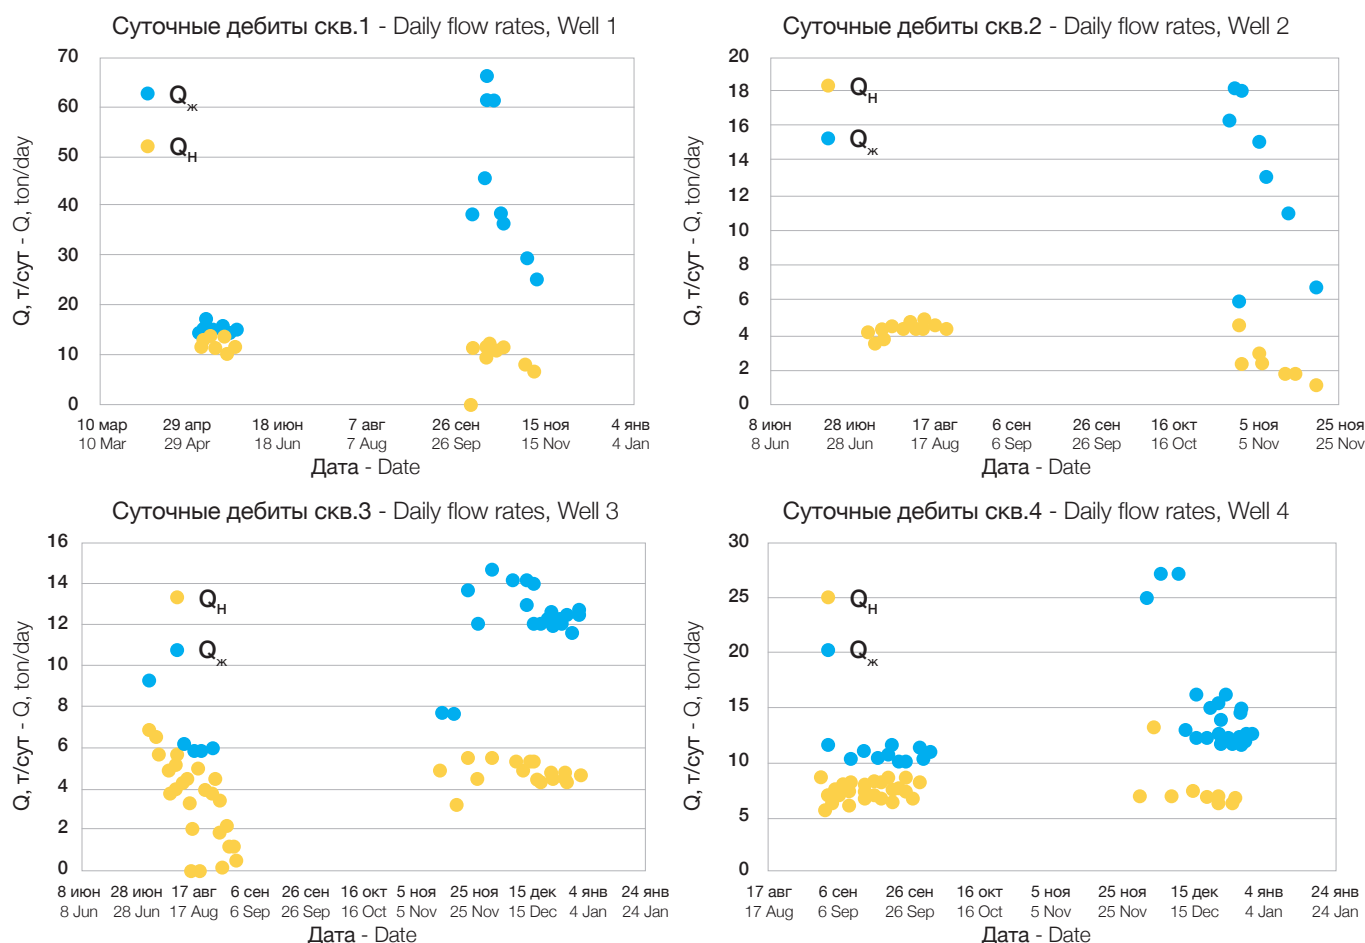 Суточные дебиты скв.1 - Daily flow rates, Well 1
Q, т/сут - Q, ton/day
70
60
50
40
30
20
10
0
Qж
QН
10 мар 29 апр 18 июн 7 авг 26 сен 15 ноя 4 янв
10 Mar 29 Apr 18 Jun 7 Aug 26 Sep 15 Nov 4 Jan
Дата - Date
Суточные дебиты скв.2 - Daily flow rates, Well 2
Q, т/сут - Q, ton/day
20
18
16
14
12
10
8
6
4
2
0
QН
Qж
8 июн 28 июн 17 авг 6 сен 26 сен 16 окт 5 ноя 25 ноя
8 Jun 28 Jun 17 Aug 6 Sep 26 Sep 16 Oct 5 Nov 25 Nov
Дата - Date
Суточные дебиты скв.3 - Daily flow rates, Well 3
Q, т/сут - Q, ton/day
16
14
12
10
8
6
4
2
0
QН
Qж
8 июн 28 июн 17 авг 6 сен 26 сен 16 окт 5 ноя 25 ноя 15 дек 4 янв 24 янв
8 Jun 28 Jun 17 Aug 6 Sep 26 Sep 16 Oct 5 Nov 25 Nov 15 Dec 4 Jan 24 Jan
Дата - Date
Суточные дебиты скв.4 - Daily flow rates, Well 4
Q, т/сут - Q, ton/day
30
25
20
15
10
5
0
QН
Qж
17 авг 6 сен 26 сен 16 окт 5 ноя 25 ноя 15 дек 4 янв 24 янв
17 Aug 6 Sep 26 Sep 16 Oct 5 Nov 25 Nov 15 Dec 4 Jan 24 Jan
Дата - Date